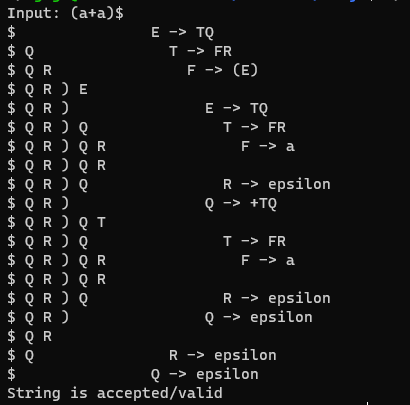 Input: (a+a)$
$               E -> TQ
$ Q               T -> FR
$ Q R               F -> (E)
$ Q R ) E
$ Q R )               E -> TQ
$ Q R ) Q               T -> FR
$ Q R ) Q R               F -> a
$ Q R ) Q R
$ Q R ) Q               R -> epsilon
$ Q R )               Q -> +TQ
$ Q R ) Q T
$ Q R ) Q               T -> FR
$ Q R ) Q R               F -> a
$ Q R ) Q R
$ Q R ) Q               R -> epsilon
$ Q R )               Q -> epsilon
$ Q R
$ Q               R -> epsilon
$               Q -> epsilon
String is accepted/valid